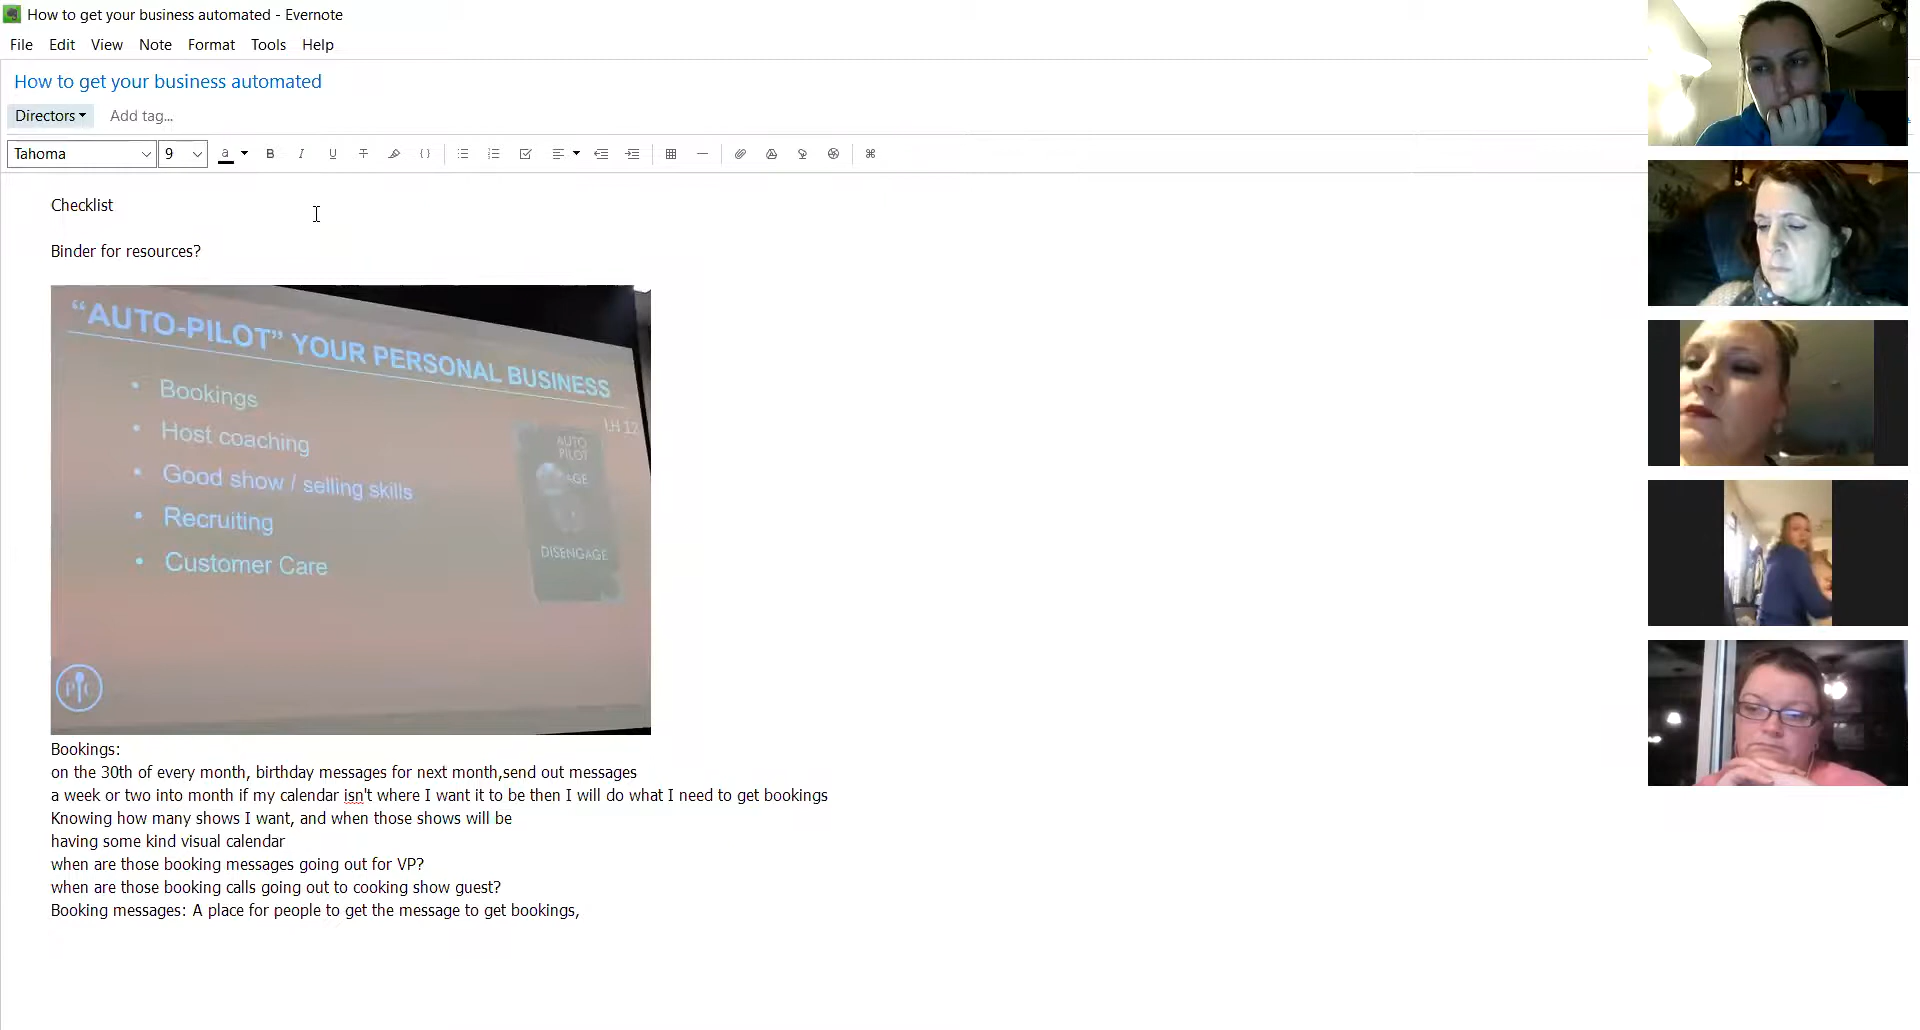 How to get your business automated - Evernote
File Edit View Note Format Tools Help
How to get your business automated
Directors Add tag...
Tahoma 9 a B I U T
Checklist
Binder for resources?
“AUTO-PILOT” YOUR PERSONAL BUSINESS
• Bookings
• Host coaching
• Good show / selling skills
• Recruiting
• Customer Care
LH 12
AUTO
PILOT
DISENGAGE
P C
Bookings:
on the 30th of every month, birthday messages for next month,send out messages
a week or two into month if my calendar isn't where I want it to be then I will do what I need to get bookings
Knowing how many shows I want, and when those shows will be
having some kind visual calendar
when are those booking messages going out for VP?
when are those booking calls going out to cooking show guest?
Booking messages: A place for people to get the message to get bookings,